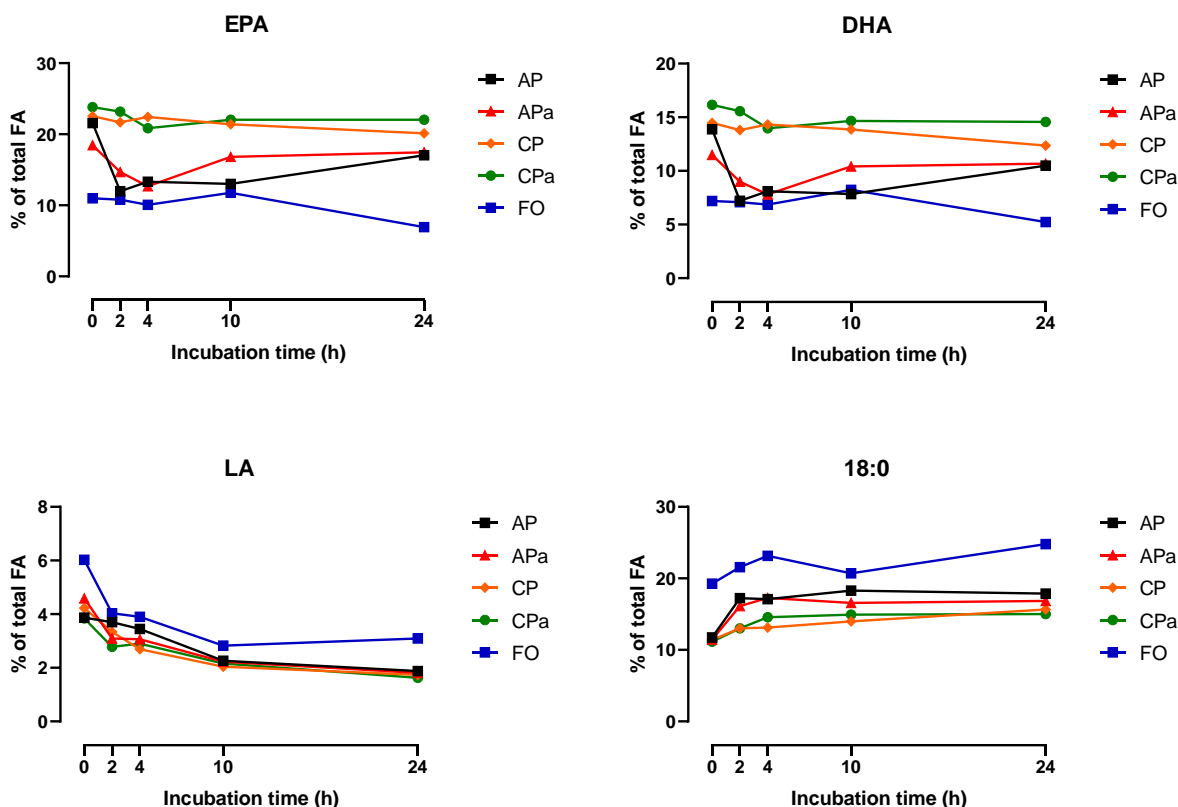 EPA
% of total FA
30
20
10
0
0 2 4 10 24
Incubation time (h)
AP
APa
CP
CPa
FO
DHA
% of total FA
20
15
10
5
0
0 2 4 10 24
Incubation time (h)
AP
APa
CP
CPa
FO
LA
% of total FA
8
6
4
2
0
0 2 4 10 24
Incubation time (h)
AP
APa
CP
CPa
FO
18:0
% of total FA
30
20
10
0
0 2 4 10 24
Incubation time (h)
AP
APa
CP
CPa
FO